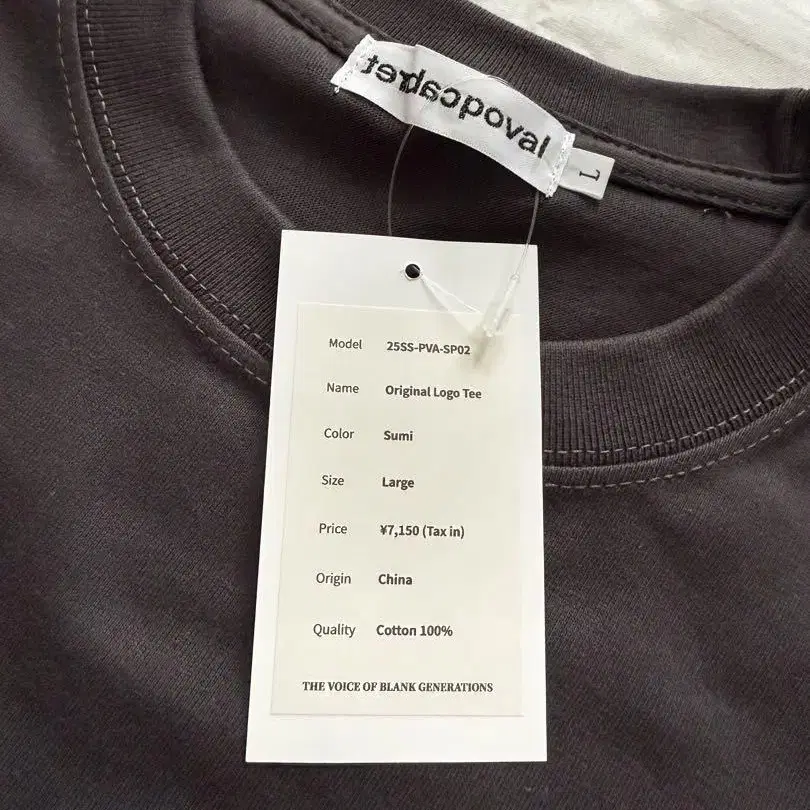 L
Model 25SS-PVA-SP02
Name Original Logo Tee
Color Sumi
Size Large
Price ¥7,150 (Tax in)
Origin China
Quality Cotton 100%
THE VOICE OF BLANK GENERATIONS